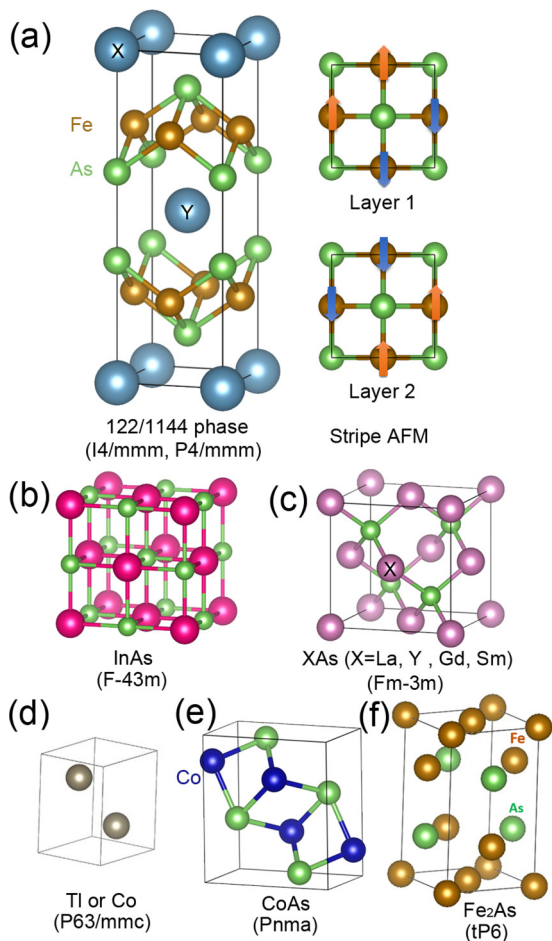 (a)
X
Fe
As
Y
Layer 1
Layer 2
122/1144 phase
(I4/mmm, P4/mmm)
Stripe AFM
(b)
(c)
X
InAs
(F-43m)
XAs (X=La, Y , Gd, Sm)
(Fm-3m)
(d)
(e)
(f)
Co
Fe
As
Tl or Co
(P63/mmc)
CoAs
(Pnma)
Fe₂As
(tP6)